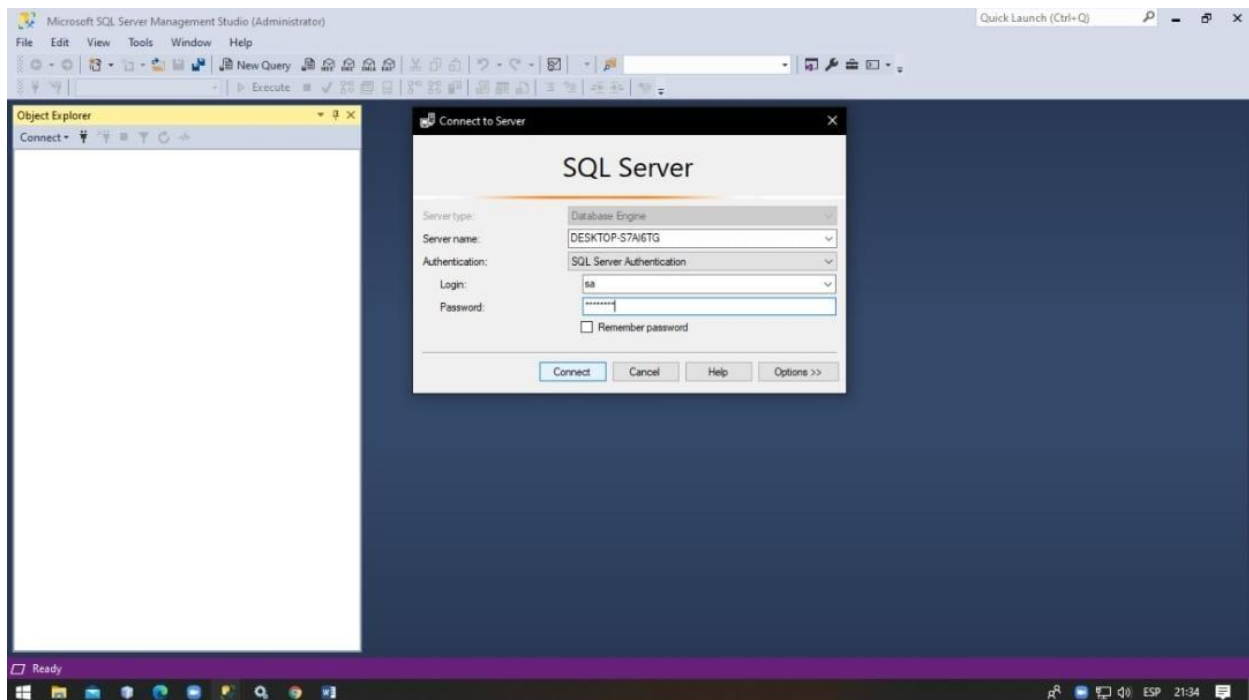 Microsoft SQL Server Management Studio (Administrator)
Quick Launch (Ctrl+Q)
File Edit View Tools Window Help
New Query
Execute
Object Explorer
Connect
Connect to Server
SQL Server
Server type: Database Engine
Server name: DESKTOP-S7AI6TG
Authentication: SQL Server Authentication
Login: sa
Password: ********
Remember password
Connect Cancel Help Options >>
Ready
ESP 21:34